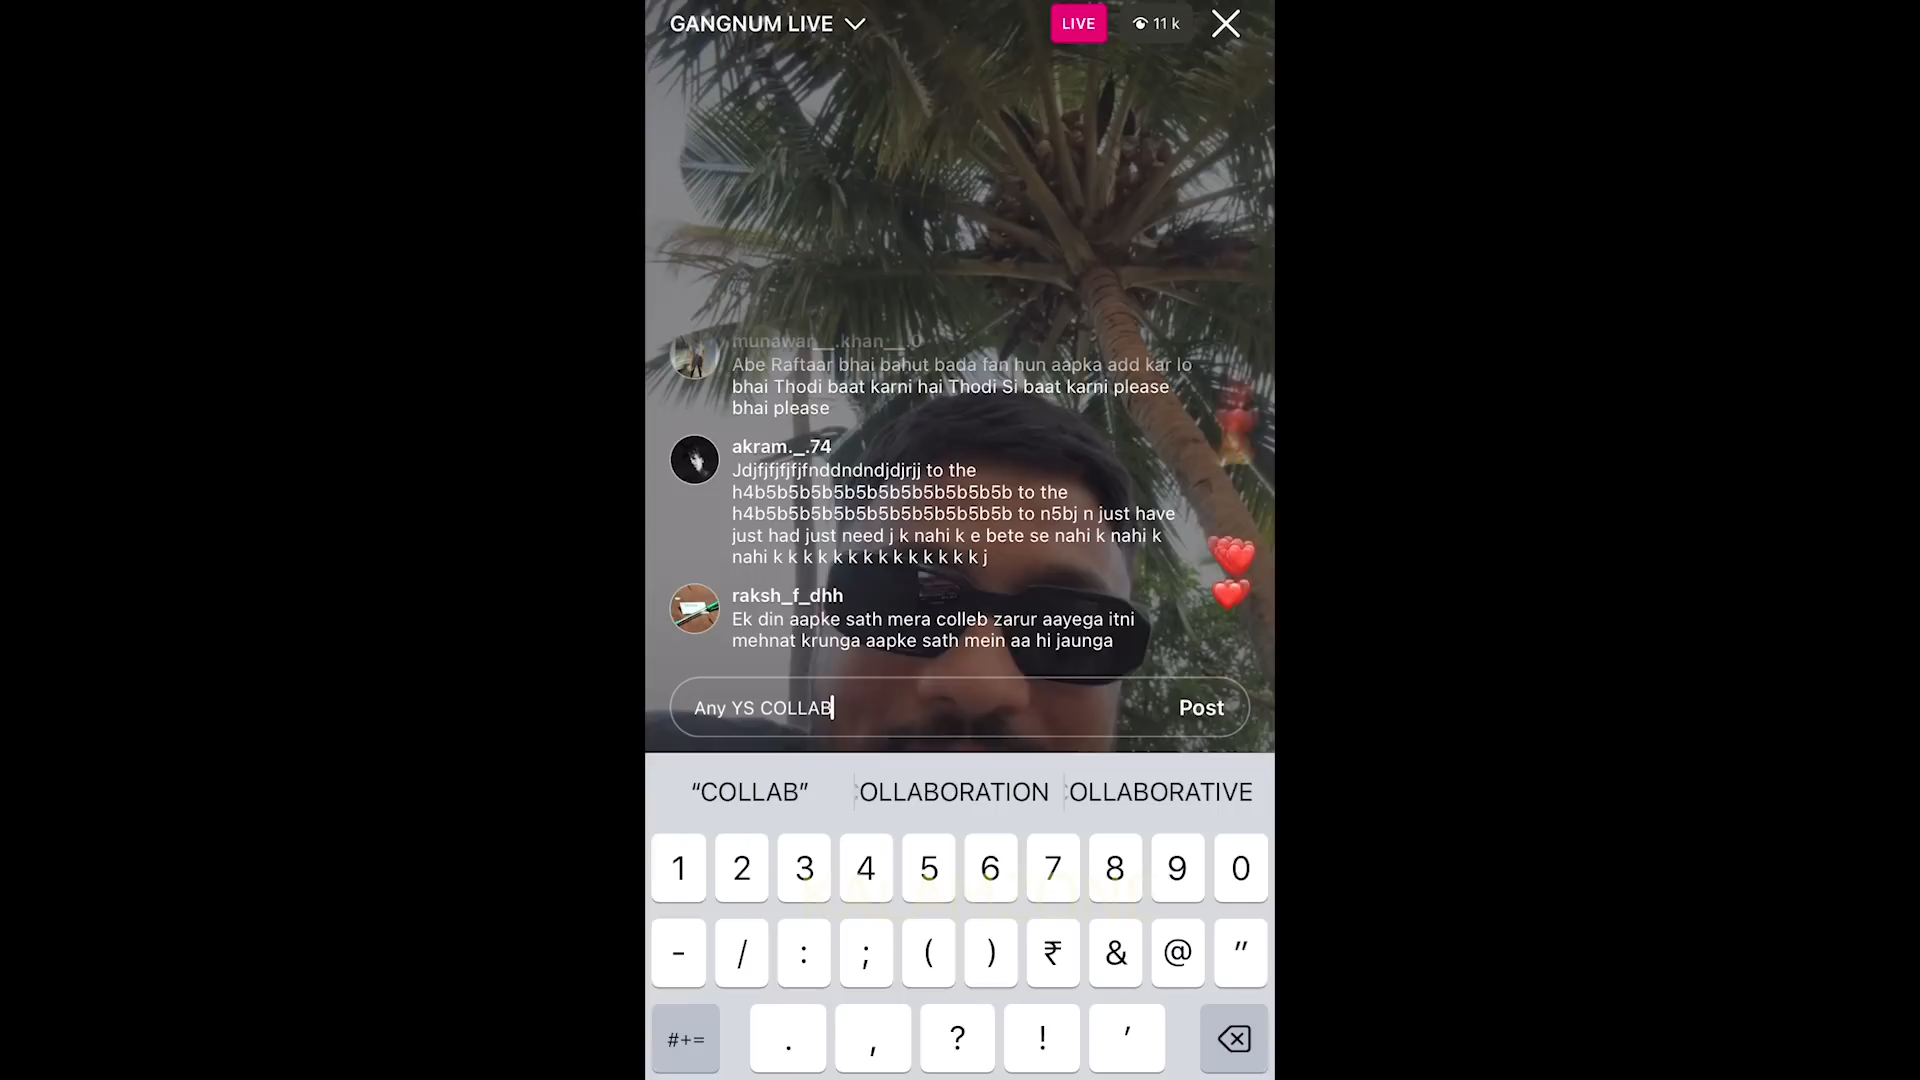 GANGNUM LIVE
LIVE
11 k
munawar__.khan__.0
Abe Raftaar bhai bahut bada fan hun aapka add kar lo
bhai Thodi baat karni hai Thodi Si baat karni please
bhai please
akram._.74
Jdjfjfjfjfjfnddndndjdjrjj to the
h4b5b5b5b5b5b5b5b5b5b5b5b to the
h4b5b5b5b5b5b5b5b5b5b5b5b to n5bj n just have
just had just need j k nahi k e bete se nahi k nahi k
nahi k k k k k k k k k k k k k k j
raksh_f_dhh
Ek din aapke sath mera colleb zarur aayega itni
mehnat krunga aapke sath mein aa hi jaunga
Any YS COLLAB
Post
“COLLAB” OLLABORATION OLLABORATIVE
1 2 3 4 5 6 7 8 9 0
- / : ; ( ) ₹ & @ "
#+= . , ? ! ’